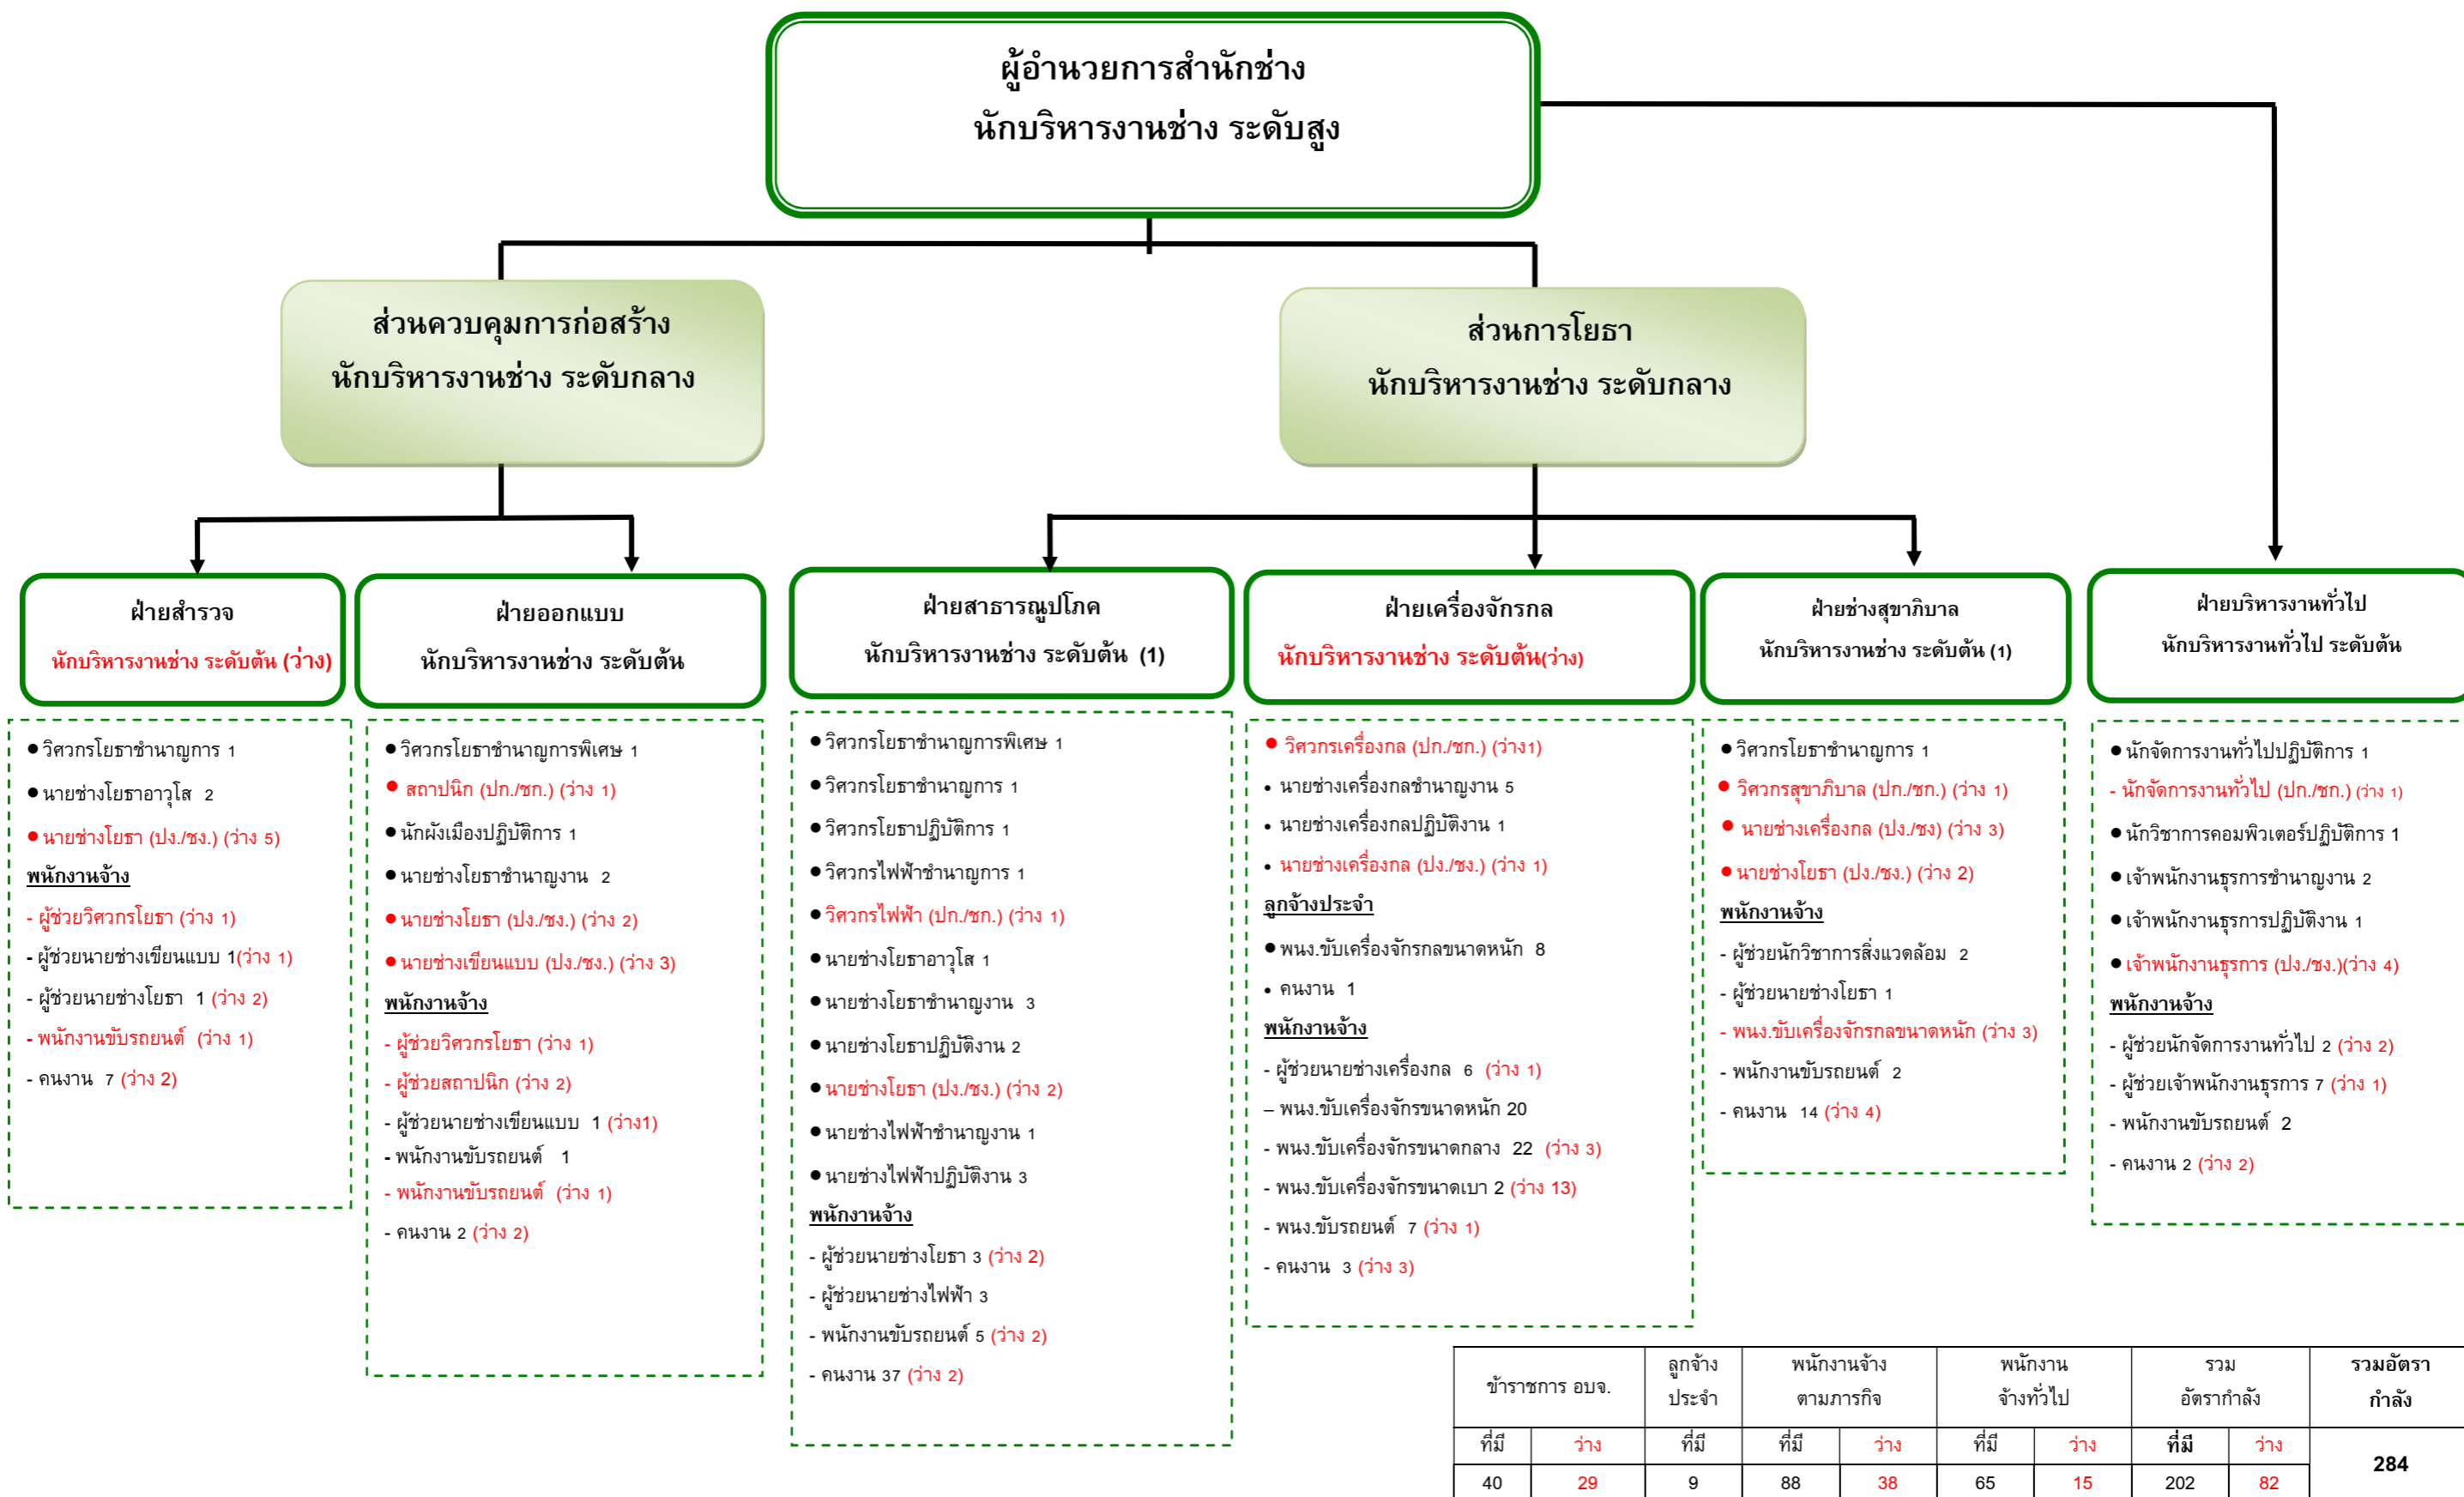 ผู้อำนวยการสำนักช่าง
นักบริหารงานช่าง ระดับสูง
ส่วนควบคุมการก่อสร้าง
นักบริหารงานช่าง ระดับกลาง
ส่วนการโยธา
นักบริหารงานช่าง ระดับกลาง
ฝ่ายสำรวจ
นักบริหารงานช่าง ระดับต้น (ว่าง)
● วิศวกรโยธาชำนาญการ 1
● นายช่างโยธาอาวุโส 2
● นายช่างโยธา (ปง./ชง.) (ว่าง 5)
พนักงานจ้าง
- ผู้ช่วยวิศวกรโยธา (ว่าง 1)
- ผู้ช่วยนายช่างเขียนแบบ 1(ว่าง 1)
- ผู้ช่วยนายช่างโยธา 1 (ว่าง 2)
- พนักงานขับรถยนต์ (ว่าง 1)
- คนงาน 7 (ว่าง 2)
ฝ่ายออกแบบ
นักบริหารงานช่าง ระดับต้น
● วิศวกรโยธาชำนาญการพิเศษ 1
● สถาปนิก (ปก./ชก.) (ว่าง 1)
● นักผังเมืองปฏิบัติการ 1
● นายช่างโยธาชำนาญงาน 2
● นายช่างโยธา (ปง./ชง.) (ว่าง 2)
● นายช่างเขียนแบบ (ปง./ชง.) (ว่าง 3)
พนักงานจ้าง
- ผู้ช่วยวิศวกรโยธา (ว่าง 1)
- ผู้ช่วยสถาปนิก (ว่าง 2)
- ผู้ช่วยนายช่างเขียนแบบ 1 (ว่าง1)
- พนักงานขับรถยนต์ 1
- พนักงานขับรถยนต์ (ว่าง 1)
- คนงาน 2 (ว่าง 2)
ฝ่ายสาธารณูปโภค
นักบริหารงานช่าง ระดับต้น (1)
● วิศวกรโยธาชำนาญการพิเศษ 1
● วิศวกรโยธาชำนาญการ 1
● วิศวกรโยธาปฏิบัติการ 1
● วิศวกรไฟฟ้าชำนาญการ 1
● วิศวกรไฟฟ้า (ปก./ชก.) (ว่าง 1)
● นายช่างโยธาอาวุโส 1
● นายช่างโยธาชำนาญงาน 3
● นายช่างโยธาปฏิบัติงาน 2
● นายช่างโยธา (ปง./ชง.) (ว่าง 2)
● นายช่างไฟฟ้าชำนาญงาน 1
● นายช่างไฟฟ้าปฏิบัติงาน 3
พนักงานจ้าง
- ผู้ช่วยนายช่างโยธา 3 (ว่าง 2)
- ผู้ช่วยนายช่างไฟฟ้า 3
- พนักงานขับรถยนต์ 5 (ว่าง 2)
- คนงาน 37 (ว่าง 2)
ฝ่ายเครื่องจักรกล
นักบริหารงานช่าง ระดับต้น(ว่าง)
● วิศวกรเครื่องกล (ปก./ชก.) (ว่าง1)
• นายช่างเครื่องกลชำนาญงาน 5
• นายช่างเครื่องกลปฏิบัติงาน 1
• นายช่างเครื่องกล (ปง./ชง.) (ว่าง 1)
ลูกจ้างประจำ
● พนง.ขับเครื่องจักรกลขนาดหนัก 8
• คนงาน 1
พนักงานจ้าง
- ผู้ช่วยนายช่างเครื่องกล 6 (ว่าง 1)
– พนง.ขับเครื่องจักรขนาดหนัก 20
- พนง.ขับเครื่องจักรขนาดกลาง 22 (ว่าง 3)
- พนง.ขับเครื่องจักรขนาดเบา 2 (ว่าง 13)
- พนง.ขับรถยนต์ 7 (ว่าง 1)
- คนงาน 3 (ว่าง 3)
ฝ่ายช่างสุขาภิบาล
นักบริหารงานช่าง ระดับต้น (1)
● วิศวกรโยธาชำนาญการ 1
● วิศวกรสุขาภิบาล (ปก./ชก.) (ว่าง 1)
● นายช่างเครื่องกล (ปง./ชง) (ว่าง 3)
● นายช่างโยธา (ปง./ชง.) (ว่าง 2)
พนักงานจ้าง
- ผู้ช่วยนักวิชาการสิ่งแวดล้อม 2
- ผู้ช่วยนายช่างโยธา 1
- พนง.ขับเครื่องจักรกลขนาดหนัก (ว่าง 3)
- พนักงานขับรถยนต์ 2
- คนงาน 14 (ว่าง 4)
ฝ่ายบริหารงานทั่วไป
นักบริหารงานทั่วไป ระดับต้น
● นักจัดการงานทั่วไปปฏิบัติการ 1
- นักจัดการงานทั่วไป (ปก./ชก.) (ว่าง 1)
● นักวิชาการคอมพิวเตอร์ปฏิบัติการ 1
● เจ้าพนักงานธุรการชำนาญงาน 2
● เจ้าพนักงานธุรการปฏิบัติงาน 1
● เจ้าพนักงานธุรการ (ปง./ชง.)(ว่าง 4)
พนักงานจ้าง
- ผู้ช่วยนักจัดการงานทั่วไป 2 (ว่าง 2)
- ผู้ช่วยเจ้าพนักงานธุรการ 7 (ว่าง 1)
- พนักงานขับรถยนต์ 2
- คนงาน 2 (ว่าง 2)
ข้าราชการ อบจ. ลูกจ้าง พนักงานจ้าง พนักงาน รวม รวมอัตรา
ประจำ ตามภารกิจ จ้างทั่วไป อัตรากำลัง กำลัง
ที่มี ว่าง ที่มี ที่มี ว่าง ที่มี ว่าง ที่มี ว่าง 284
40 29 9 88 38 65 15 202 82